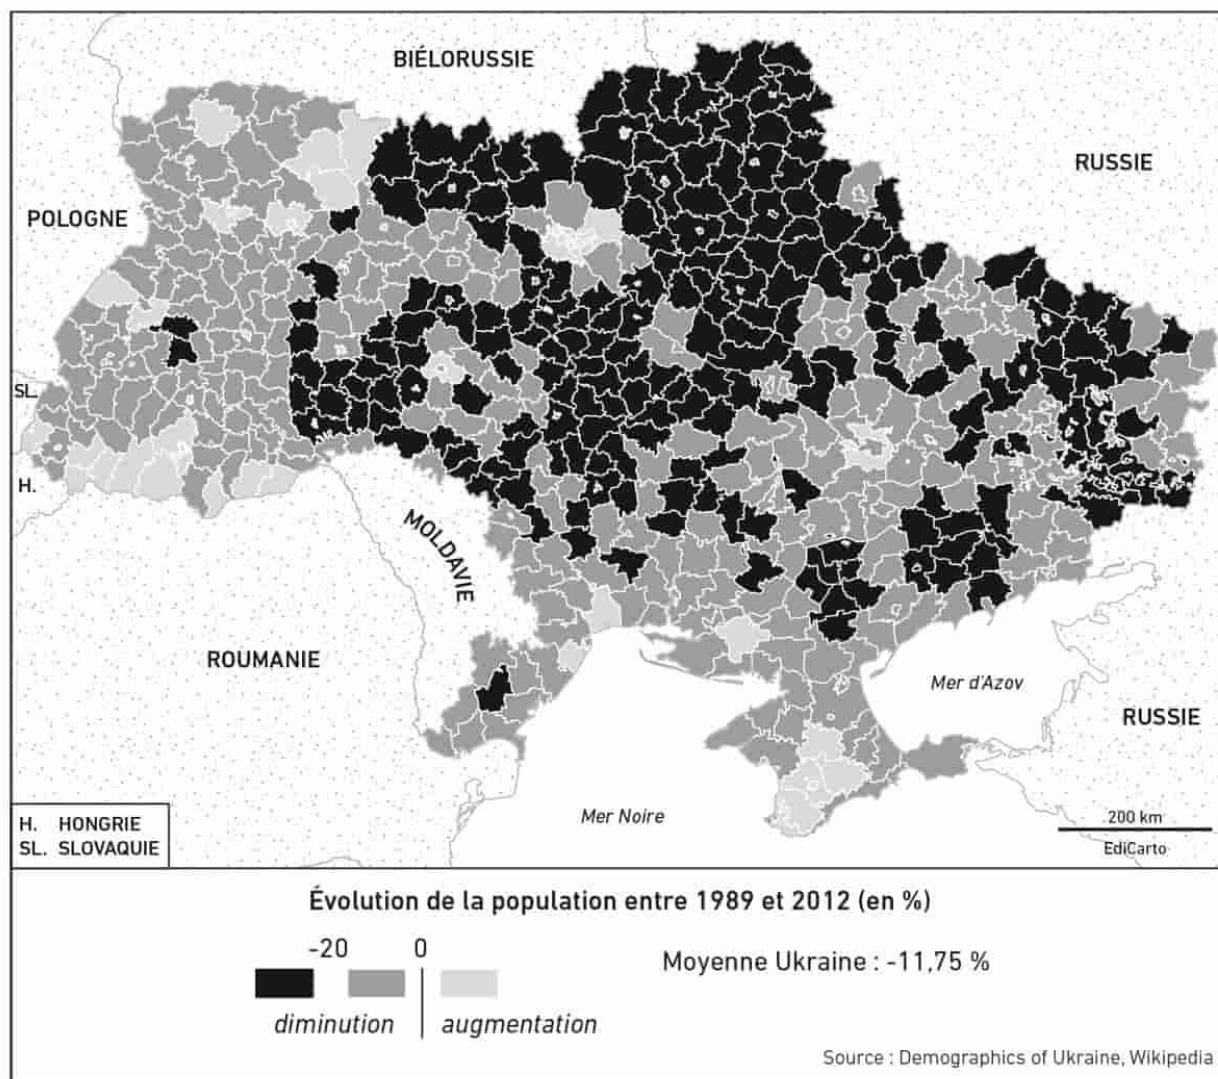 BIÉLORUSSIE
RUSSIE
POLOGNE
SL.
H.
MOLDAVIE
ROUMANIE
Mer d'Azov
RUSSIE
Mer Noire
200 km
EdiCarto
H. HONGRIE
SL. SLOVAQUIE
Évolution de la population entre 1989 et 2012 (en %)
-20 0
Moyenne Ukraine : -11,75 %
diminution augmentation
Source : Demographics of Ukraine, Wikipedia